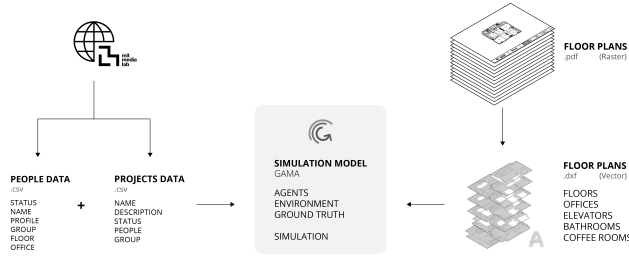 mit
media
lab
PEOPLE DATA
.csv
STATUS
NAME
PROFILE
GROUP
FLOOR
OFFICE
+
PROJECTS DATA
.csv
NAME
DESCRIPTION
STATUS
PEOPLE
GROUP
SIMULATION MODEL
GAMA
AGENTS
ENVIRONMENT
GROUND TRUTH
SIMULATION
FLOOR PLANS
.pdf (Raster)
FLOOR PLANS
.dxf (Vector)
FLOORS
OFFICES
ELEVATORS
BATHROOMS
COFFEE ROOMS
A